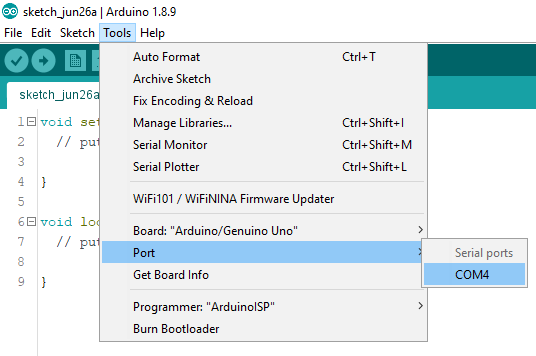 sketch_jun26a | Arduino 1.8.9
File Edit Sketch Tools Help
sketch_jun26a
Auto Format Ctrl+T
Archive Sketch
Fix Encoding & Reload
Manage Libraries... Ctrl+Shift+I
Serial Monitor Ctrl+Shift+M
Serial Plotter Ctrl+Shift+L
WiFi101 / WiFiNINA Firmware Updater
Board: "Arduino/Genuino Uno"
Port
Get Board Info
Programmer: "ArduinoISP"
Burn Bootloader
Serial ports
COM4
1 void set
2 // put
3
4 }
5
6 void loo
7 // put
8
9 }